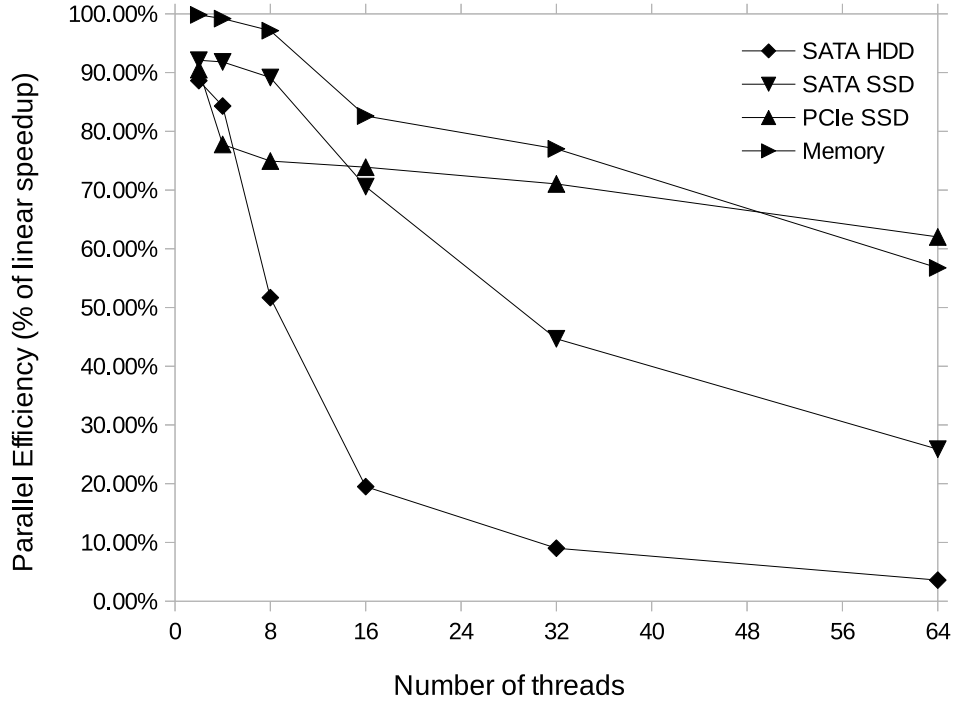 100.00%
90.00%
80.00%
70.00%
60.00%
50.00%
40.00%
30.00%
20.00%
10.00%
0.00%
Parallel Efficiency (% of linear speedup)
SATA HDD
SATA SSD
PCIe SSD
Memory
0 8 16 24 32 40 48 56 64
Number of threads